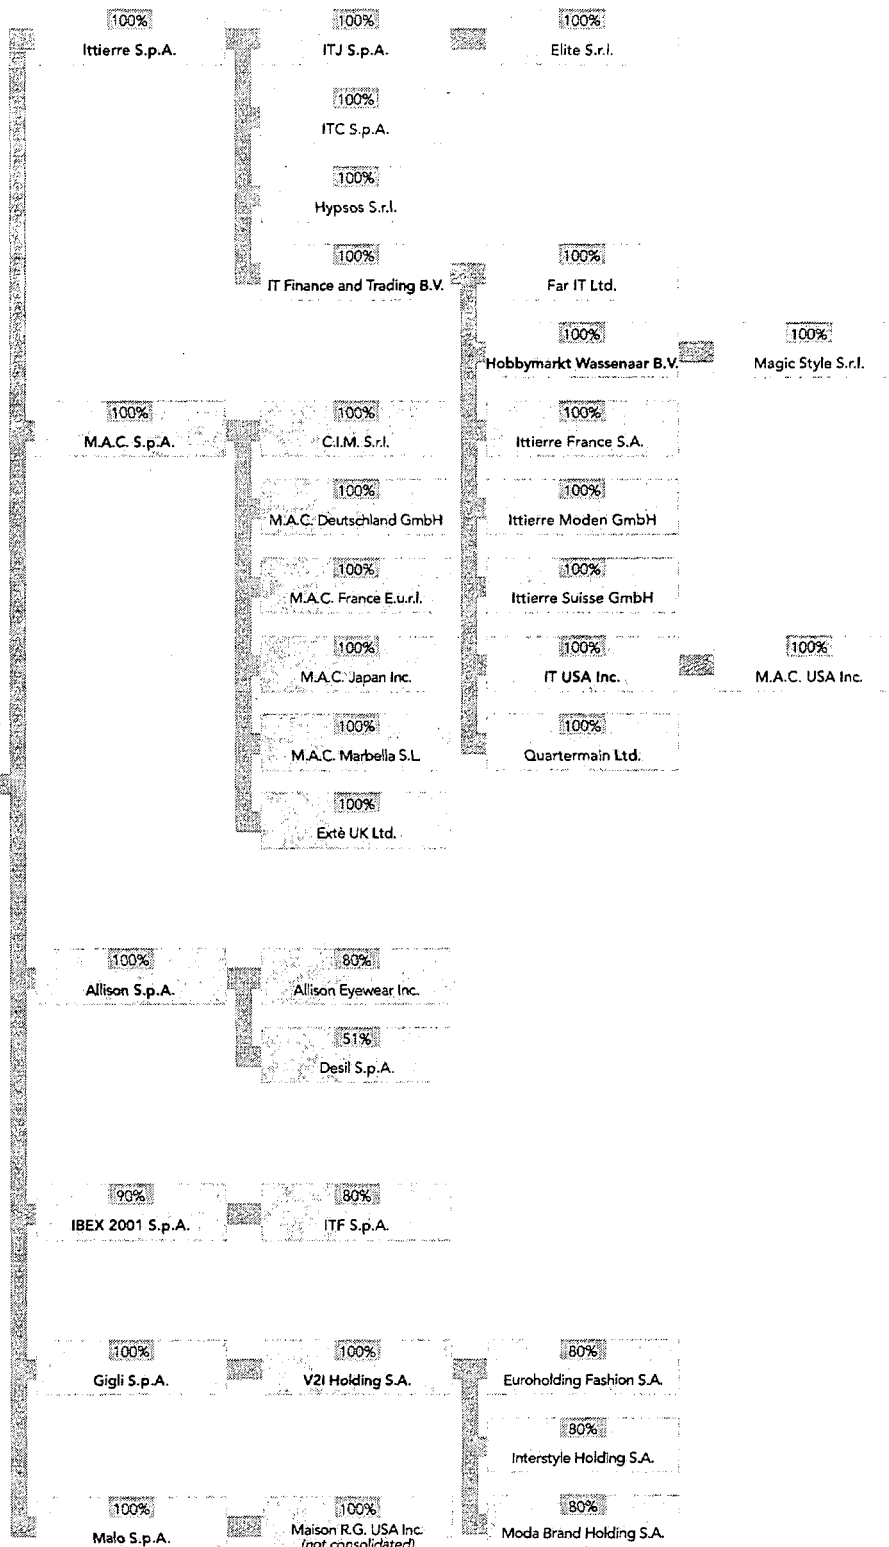 100%
Ittierre S.p.A.
100%
ITJ S.p.A.
100%
Elite S.r.l.
100%
ITC S.p.A.
100%
Hypsos S.r.l.
100%
IT Finance and Trading B.V.
100%
Far IT Ltd.
100%
Hobbymarkt Wassenaar B.V.
100%
Magic Style S.r.l.
100%
M.A.C. S.p.A.
100%
C.I.M. S.r.l.
100%
Ittierre France S.A.
100%
M.A.C. Deutschland GmbH
100%
Ittierre Moden GmbH
100%
M.A.C. France E.u.r.l.
100%
Ittierre Suisse GmbH
100%
M.A.C. Japan Inc.
100%
IT USA Inc.
100%
M.A.C. USA Inc.
100%
M.A.C. Marbella S.L.
100%
Quartermain Ltd.
100%
Extè UK Ltd.
100%
Allison S.p.A.
80%
Allison Eyewear Inc.
51%
Desil S.p.A.
90%
IBEX 2001 S.p.A.
80%
ITF S.p.A.
100%
Gigli S.p.A.
100%
V2I Holding S.A.
80%
Euroholding Fashion S.A.
80%
Interstyle Holding S.A.
100%
Malo S.p.A.
100%
Maison R.G. USA Inc.
(not consolidated)
80%
Moda Brand Holding S.A.